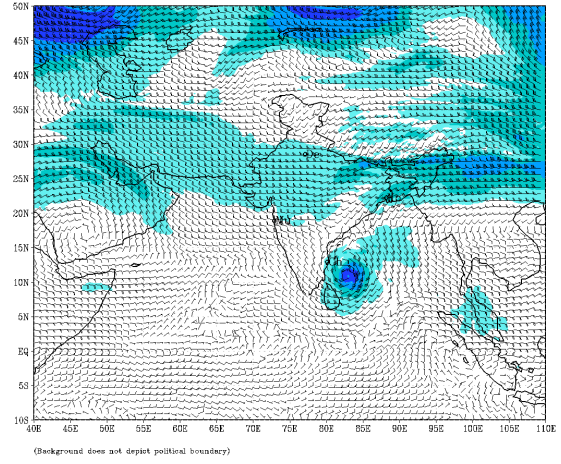 50N
45N
40N
35N
30N
25N
20N
15N
10N
5N
EQ
5S
10S
40E 45E 50E 55E 60E 65E 70E 75E 80E 85E 90E 95E 100E 105E 110E
(Background does not depict political boundary)